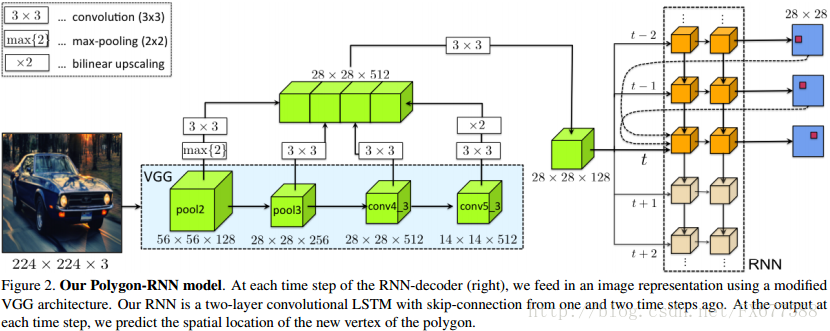 3 × 3 ... convolution (3x3)
max{2} ... max-pooling (2x2)
×2 ... bilinear upscaling
3 × 3
28 × 28
t − 2
28 × 28 × 512
t − 1
3 × 3
×2
max{2}
3 × 3
3 × 3
3 × 3
t
VGG
28 × 28 × 128
pool2
pool3
conv4_3
conv5_3
t + 1
56 × 56 × 128
28 × 28 × 256
28 × 28 × 512
14 × 14 × 512
t + 2
224 × 224 × 3
RNN
Figure 2. Our Polygon-RNN model. At each time step of the RNN-decoder (right), we feed in an image representation using a modified
VGG architecture. Our RNN is a two-layer convolutional LSTM with skip-connection from one and two time steps ago. At the output at
each time step, we predict the spatial location of the new vertex of the polygon.